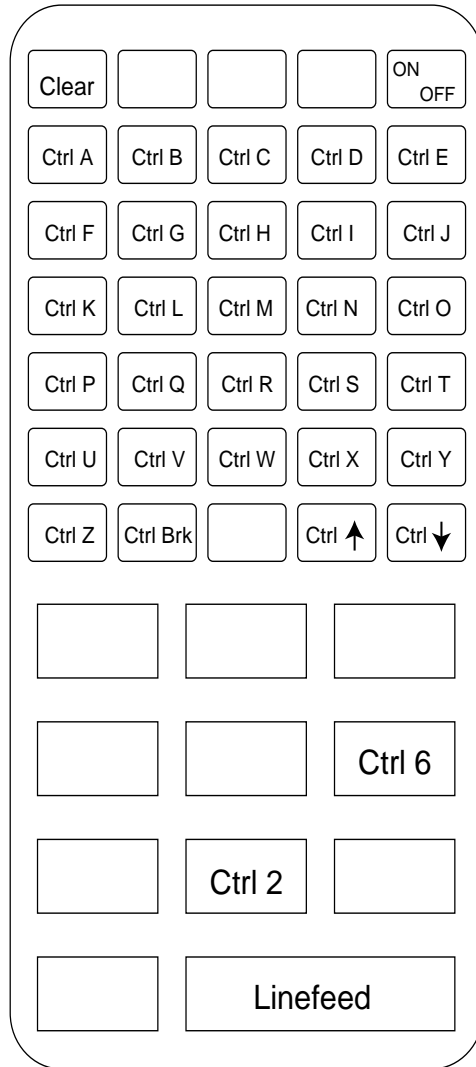 Clear ON
OFF
Ctrl A Ctrl B Ctrl C Ctrl D Ctrl E
Ctrl F Ctrl G Ctrl H Ctrl I Ctrl J
Ctrl K Ctrl L Ctrl M Ctrl N Ctrl O
Ctrl P Ctrl Q Ctrl R Ctrl S Ctrl T
Ctrl U Ctrl V Ctrl W Ctrl X Ctrl Y
Ctrl Z Ctrl Brk Ctrl ↑ Ctrl ↓
Ctrl 6
Ctrl 2
Linefeed